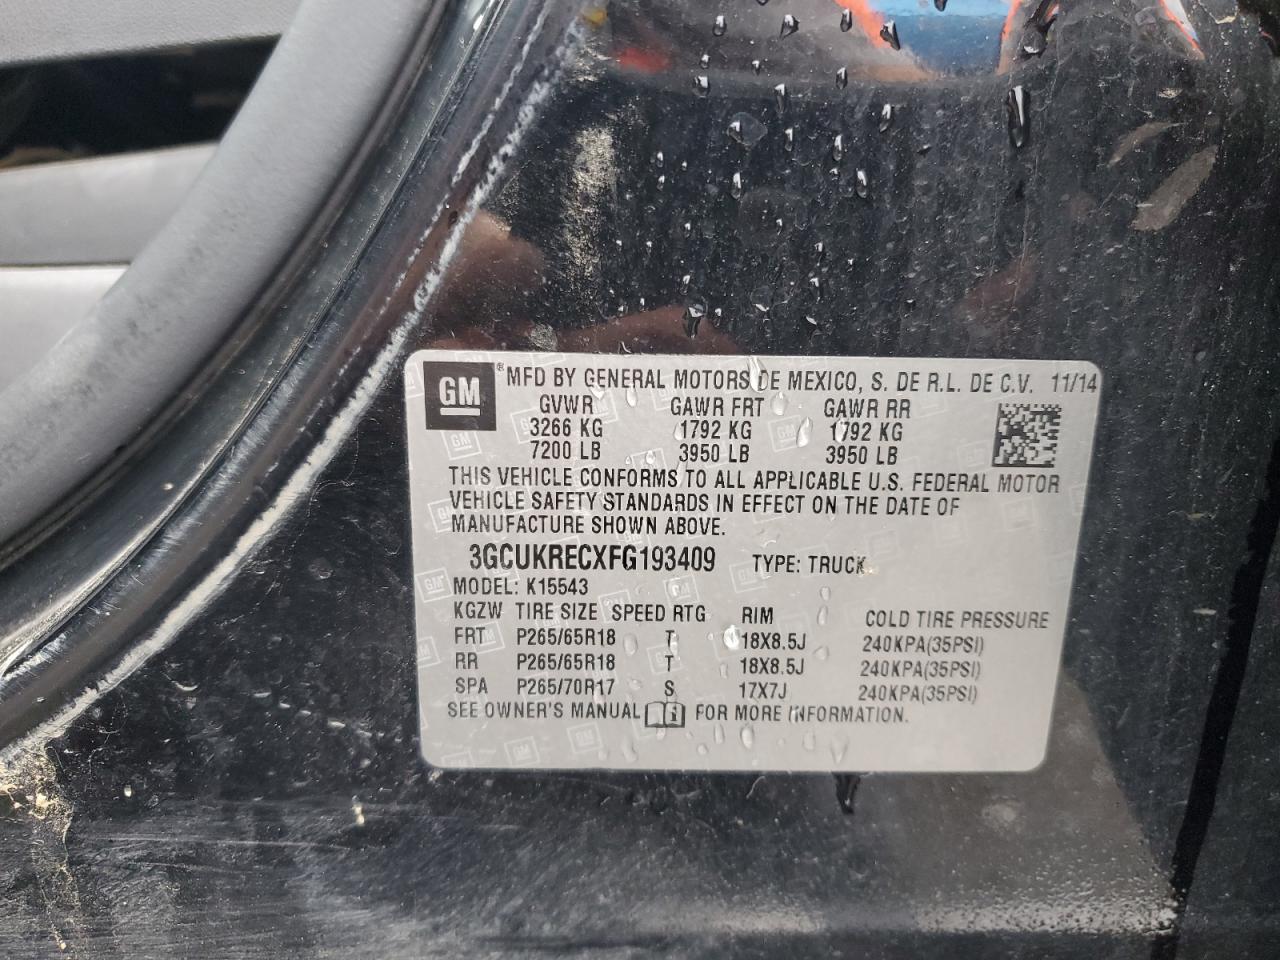 GM ® MFD BY GENERAL MOTORS DE MEXICO, S. DE R.L. DE C.V. 11/14
GVWR GAWR FRT GAWR RR
3266 KG 1792 KG 1792 KG
7200 LB 3950 LB 3950 LB
THIS VEHICLE CONFORMS TO ALL APPLICABLE U.S. FEDERAL MOTOR
VEHICLE SAFETY STANDARDS IN EFFECT ON THE DATE OF
MANUFACTURE SHOWN ABOVE.
3GCUKRECXFG193409 TYPE: TRUCK
MODEL: K15543
KGZW TIRE SIZE SPEED RTG RIM COLD TIRE PRESSURE
FRT P265/65R18 T 18X8.5J 240KPA(35PSI)
RR P265/65R18 T 18X8.5J 240KPA(35PSI)
SPA P265/70R17 S 17X7J 240KPA(35PSI)
SEE OWNER'S MANUAL FOR MORE INFORMATION.